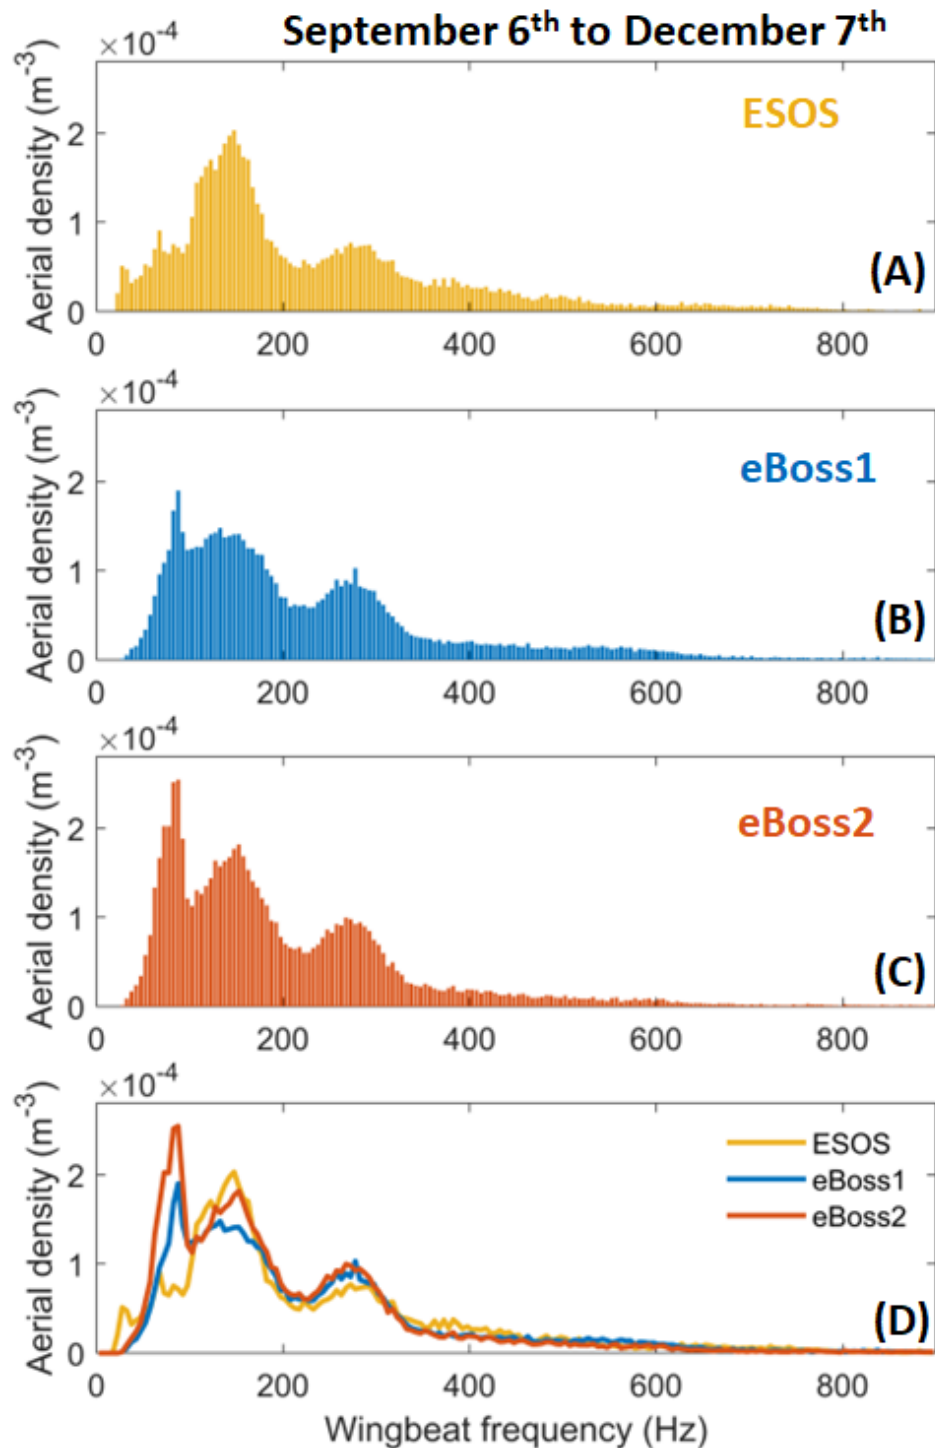 September 6th to December 7th
×10-4
Aerial density (m-3)
2
1
0
ESOS
(A)
0 200 400 600 800
×10-4
Aerial density (m-3)
2
1
0
eBoss1
(B)
0 200 400 600 800
×10-4
Aerial density (m-3)
2
1
0
eBoss2
(C)
0 200 400 600 800
×10-4
Aerial density (m-3)
2
1
0
ESOS
eBoss1
eBoss2
(D)
0 200 400 600 800
Wingbeat frequency (Hz)